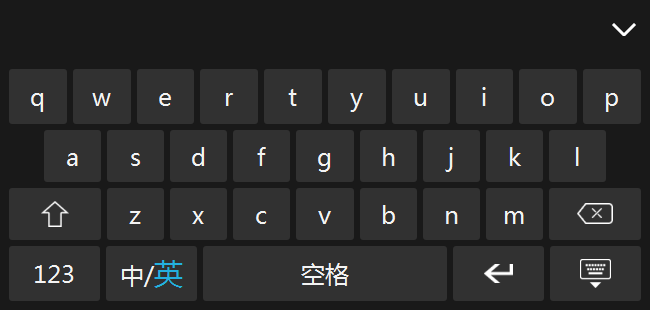 q w e r t y u i o p
a s d f g h j k l
z x c v b n m
123 中/英 空格